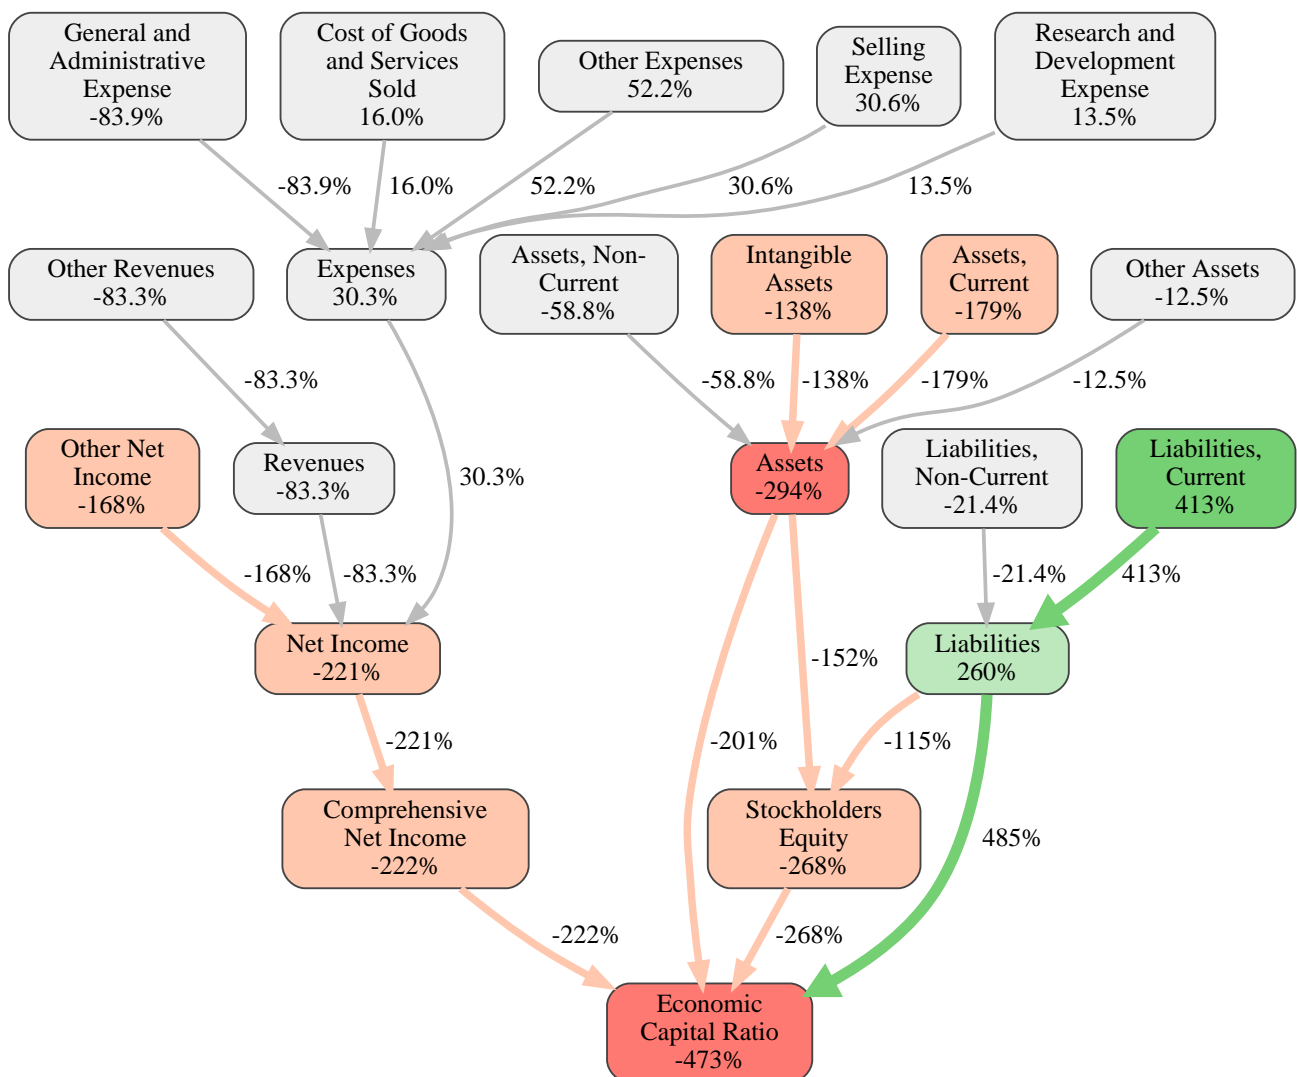 General and
Administrative
Expense
-83.9%
Cost of Goods
and Services
Sold
16.0%
Other Expenses
52.2%
Selling
Expense
30.6%
Research and
Development
Expense
13.5%
-83.9%
16.0%
52.2%
30.6%
13.5%
Other Revenues
-83.3%
Expenses
30.3%
Assets, Non-
Current
-58.8%
Intangible
Assets
-138%
Assets,
Current
-179%
Other Assets
-12.5%
-83.3%
-58.8%
-138%
-179%
-12.5%
Other Net
Income
-168%
Revenues
-83.3%
30.3%
Assets
-294%
Liabilities,
Non-Current
-21.4%
Liabilities,
Current
413%
-168%
-83.3%
-21.4%
413%
Net Income
-221%
-152%
Liabilities
260%
-221%
-201%
-115%
Comprehensive
Net Income
-222%
Stockholders
Equity
-268%
485%
-222%
-268%
Economic
Capital Ratio
-473%